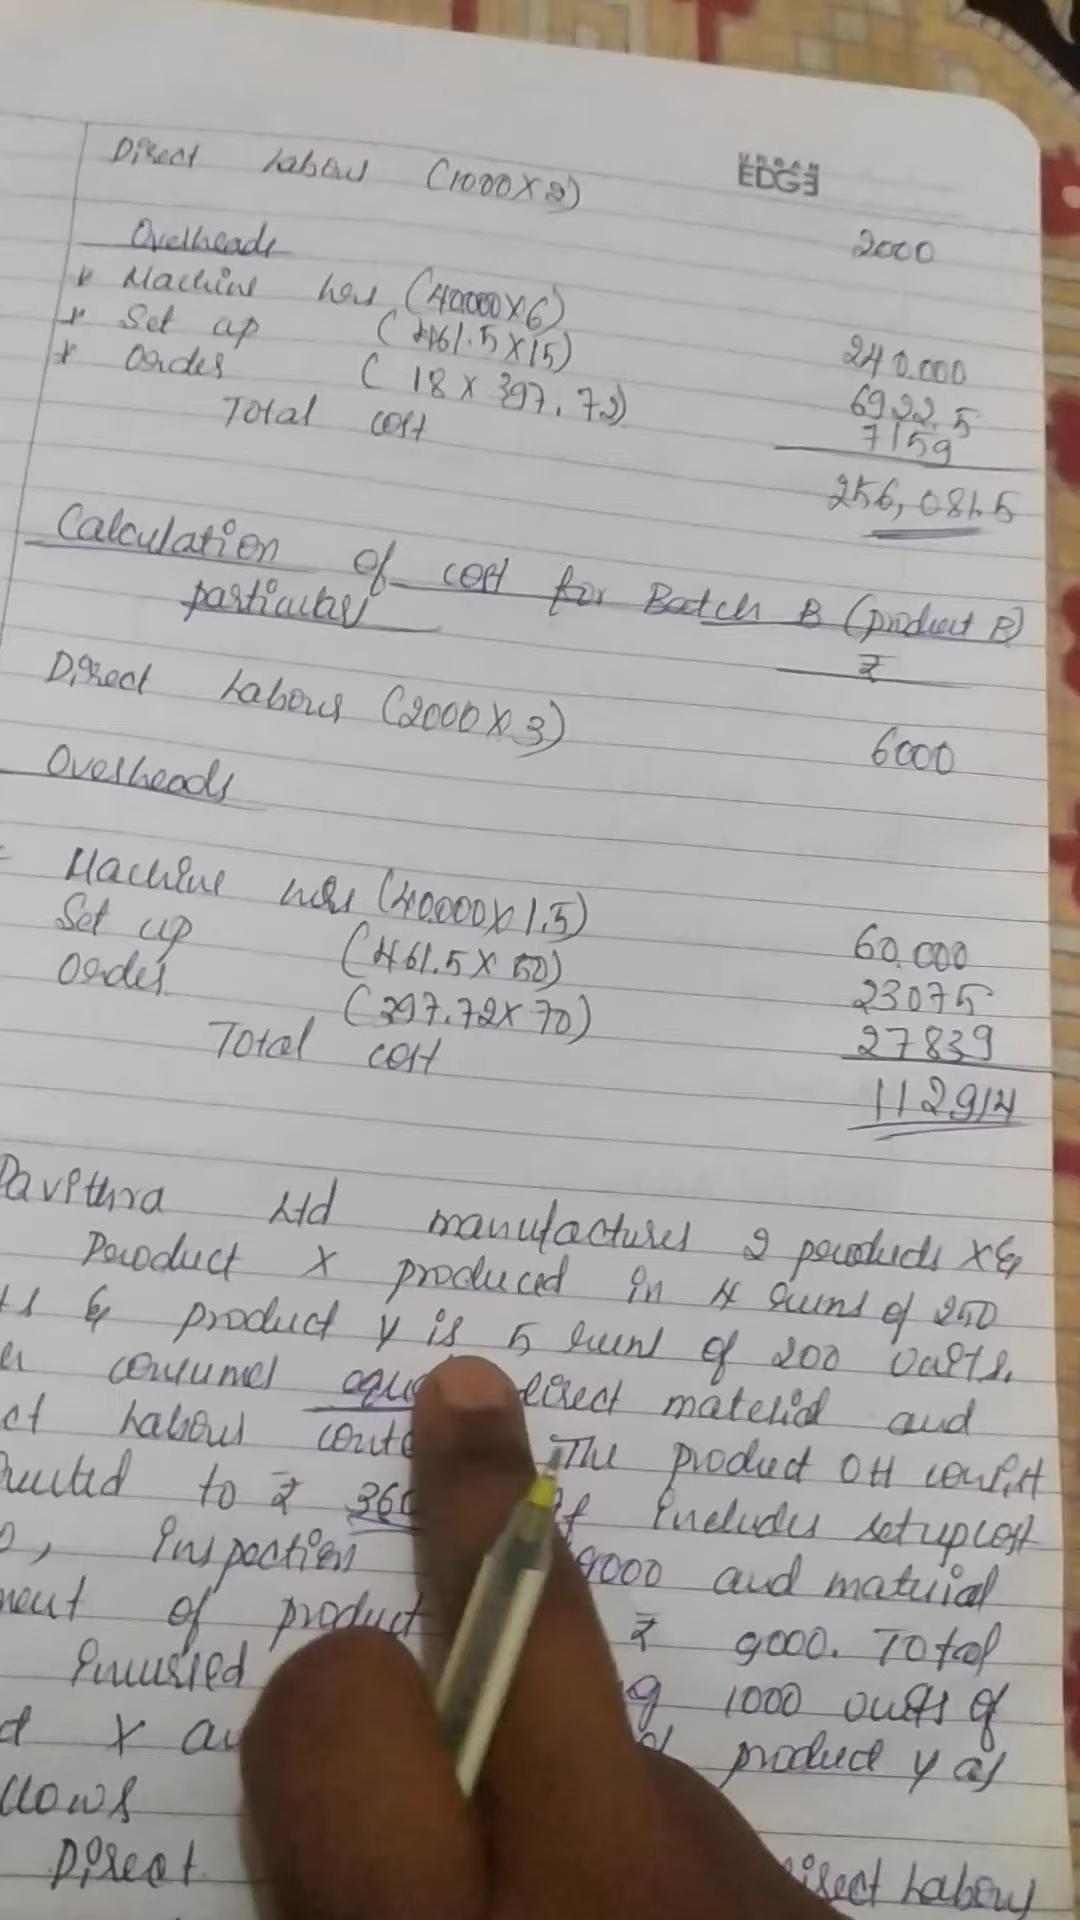 URBAN
EDGE
Direct Labour (1000 X 2) 2000
Overheads
* Machine hrs (40000 X 6) 240.000
* Set up (461.5 X 15) 6922.5
* Order (18 X 397.72) 7159
Total cost 256,081.5
Calculation of cost for Batch B (product B)
particular ₹
Direct Labour (2000 X 3) 6000
Overheads
Machine hrs (40000 X 1.5) 60.000
Set up (461.5 X 50) 23075
Order (397.72 X 70) 27839
Total cost 112914
Pavithra Ltd manufactures 2 products X &
Product X produced in 4 runs of 250
& product Y is 5 runs of 200 units.
consumes direct material and
Labour The product OH consist
to ₹ 360 includes setup cost
Inspection 9000 and material
of product ₹ 9000. Total
1000 units of
X product Y as
Direct Direct Labour